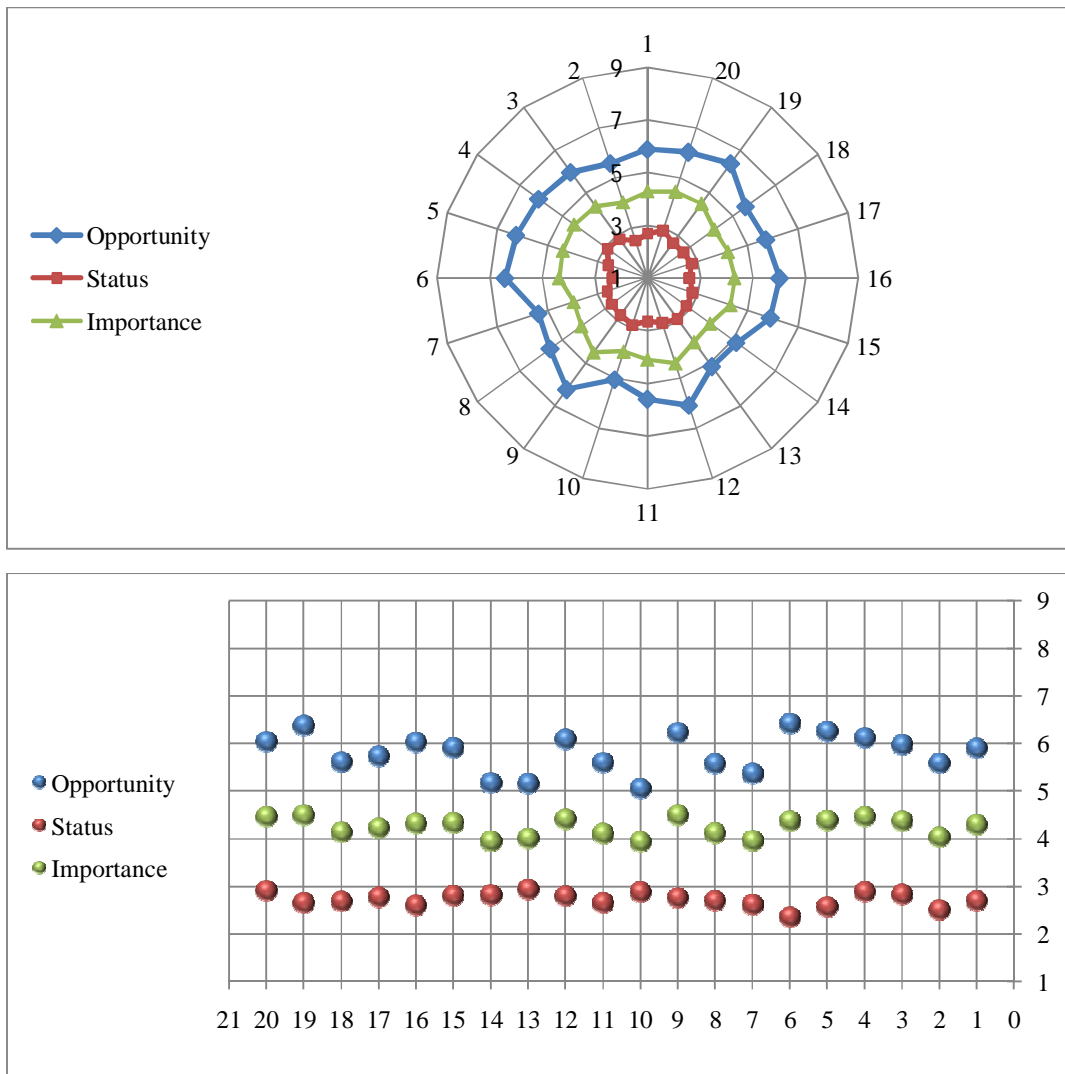 1
2 9 20
3 19
7
4 18
5
5 17
3
Opportunity
Status 6 1 16
Importance
7 15
8 14
9 13
10 12
11
9
8
7
6
Opportunity 5
Status 4
Importance 3
2
1
21 20 19 18 17 16 15 14 13 12 11 10 9 8 7 6 5 4 3 2 1 0